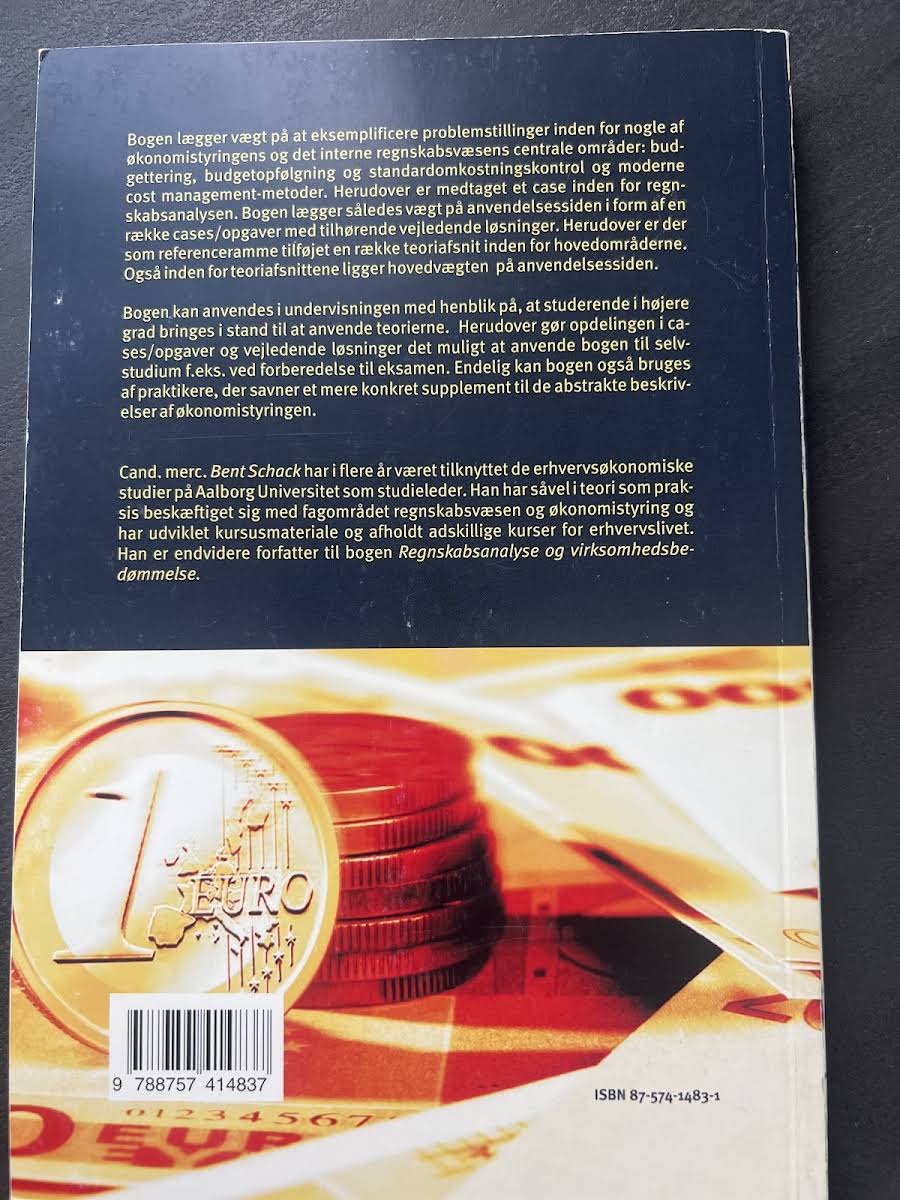 Bogen lægger vægt på at eksemplificere problemstillinger inden for nogle af
økonomistyringens og det interne regnskabsvæsens centrale områder: bud-
gettering, budgetopfølgning og standardomkostningskontrol og moderne
cost management-metoder. Herudover er medtaget et case inden for regn-
skabsanalysen. Bogen lægger således vægt på anvendelsessiden i form af en
række cases/opgaver med tilhørende vejledende løsninger. Herudover er der
som referenceramme tilføjet en række teoriafsnit inden for hovedområderne.
Også inden for teoriafsnittene ligger hovedvægten på anvendelsessiden.
Bogen kan anvendes i undervisningen med henblik på, at studerende i højere
grad bringes i stand til at anvende teorierne. Herudover gør opdelingen i ca-
ses/opgaver og vejledende løsninger det muligt at anvende bogen til selv-
studium f.eks. ved forberedelse til eksamen. Endelig kan bogen også bruges
af praktikere, der savner et mere konkret supplement til de abstrakte beskriv-
elser af økonomistyringen.
Cand. merc. Bent Schack har i flere år været tilknyttet de erhvervsøkonomiske
studier på Aalborg Universitet som studieleder. Han har såvel i teori som prak-
sis beskæftiget sig med fagområdet regnskabsvæsen og økonomistyring og
har udviklet kursusmateriale og afholdt adskillige kurser for erhvervslivet.
Han er endvidere forfatter til bogen Regnskabsanalyse og virksomhedsbe-
dømmelse.
1
EURO
9 788757 414837
ISBN 87-574-1483-1
01234567
EUR